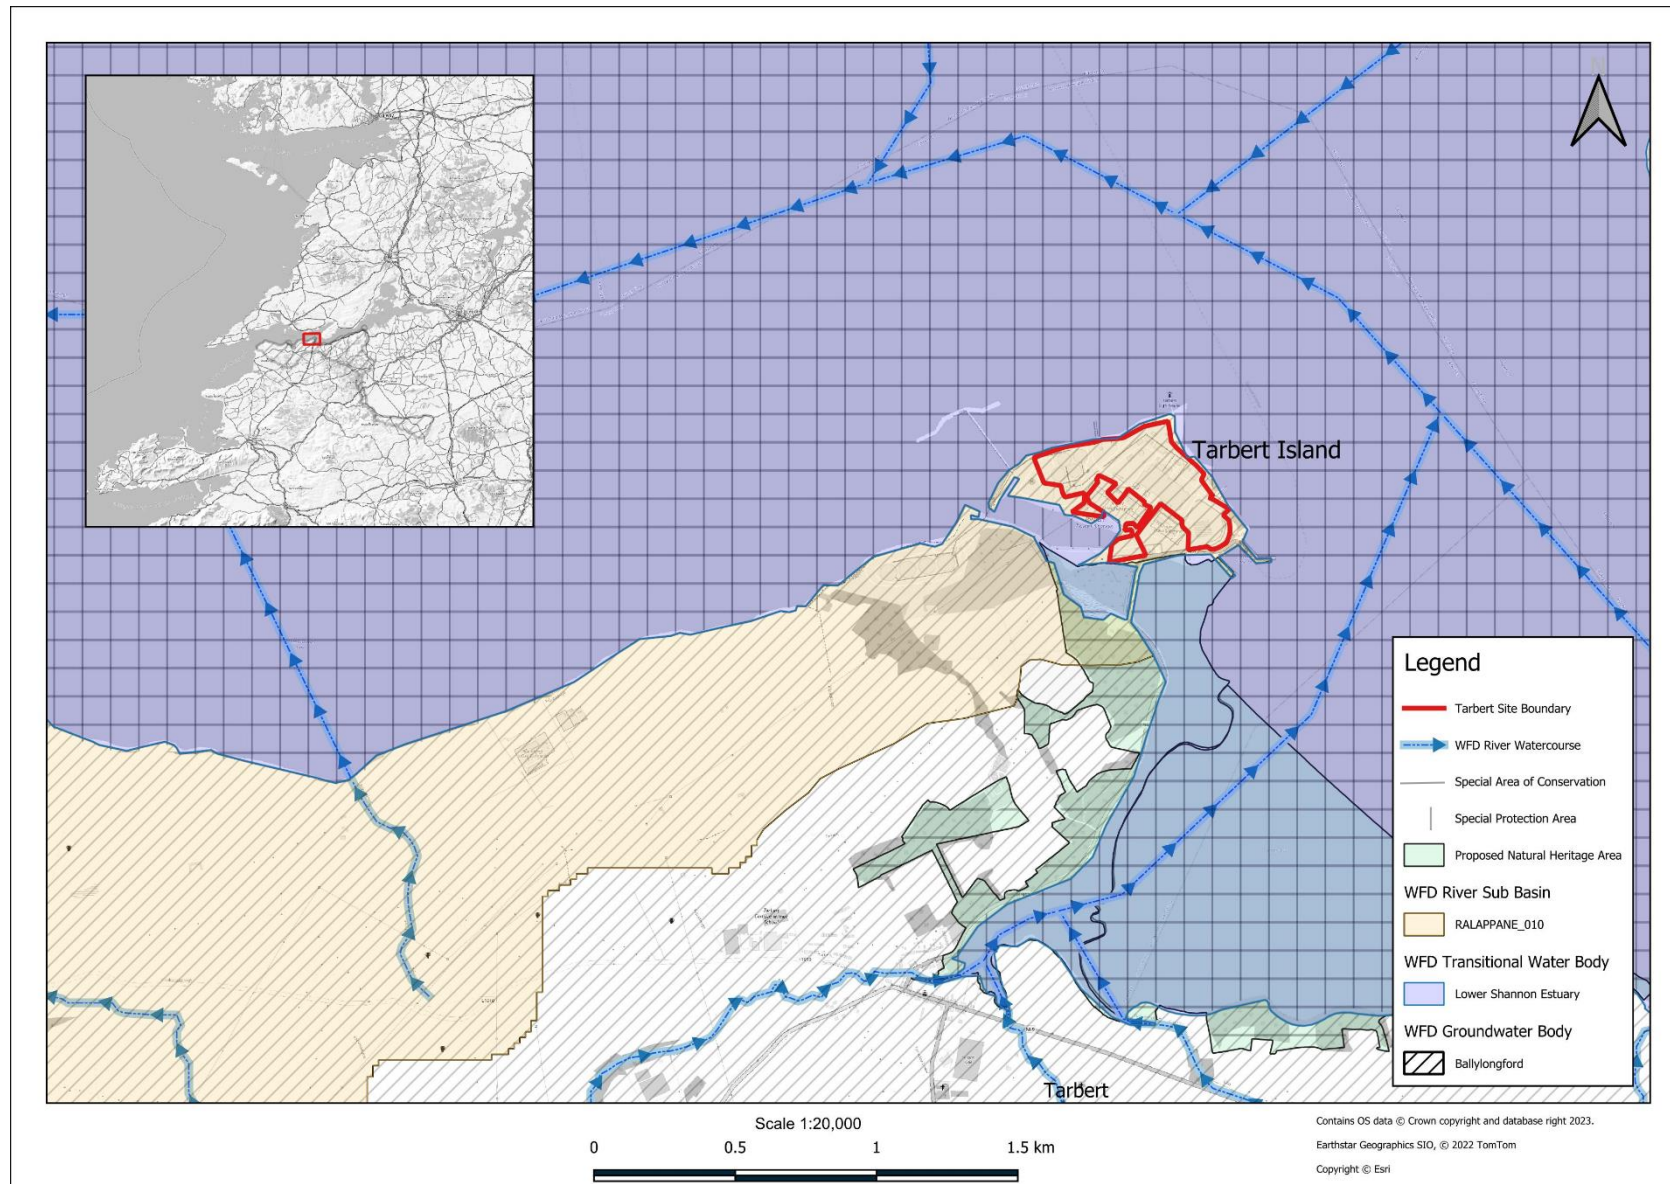 Tarbert Island
Tarbert
Legend
Tarbert Site Boundary
WFD River Watercourse
Special Area of Conservation
Special Protection Area
Proposed Natural Heritage Area
WFD River Sub Basin
RALAPPANE_010
WFD Transitional Water Body
Lower Shannon Estuary
WFD Groundwater Body
Ballylongford
Scale 1:20,000
0 0.5 1 1.5 km
Contains OS data © Crown copyright and database right 2023.
Earthstar Geographics SIO, © 2022 TomTom
Copyright © Esri